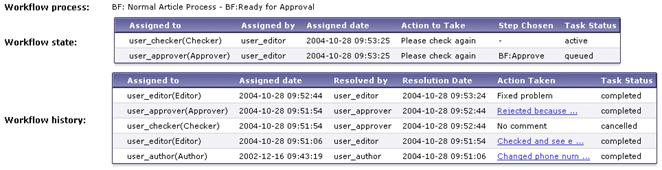 Workflow process: BF: Normal Article Process - BF:Ready for Approval
Assigned to Assigned by Assigned date Action to Take Step Chosen Task Status
Workflow state:
user_checker(Checker) user_editor 2004-10-28 09:53:25 Please check again - active
user_approver(Approver) user_editor 2004-10-28 09:53:25 Please check again BF:Approve queued
Assigned to Assigned date Resolved by Resolution Date Action Taken Task Status
user_editor(Editor) 2004-10-28 09:52:44 user_editor 2004-10-28 09:53:24 Fixed problem completed
user_approver(Approver) 2004-10-28 09:51:54 user_approver 2004-10-28 09:52:44 Rejected because ... completed
Workflow history:
user_checker(Checker) 2004-10-28 09:51:54 user_approver 2004-10-28 09:52:44 No comment cancelled
user_editor(Editor) 2004-10-28 09:51:06 user_editor 2004-10-28 09:51:54 Checked and see e ... completed
user_author(Author) 2002-12-16 09:43:19 user_author 2004-10-28 09:51:06 Changed phone num ... completed